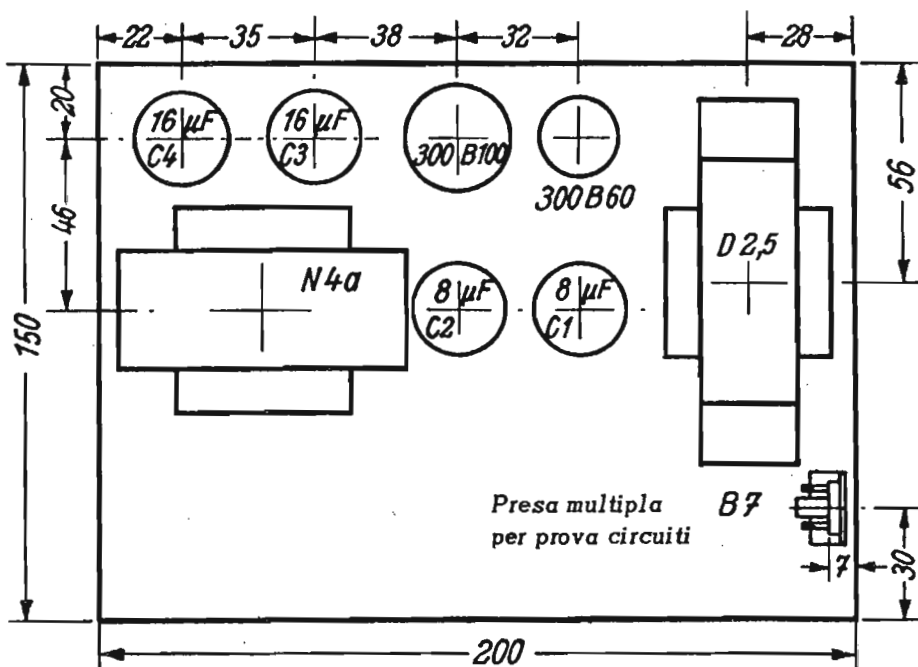 22 35 38 32 28
20
16 µF
C4
16 µF
C3
300 B100
300 B60
56
46
N4a
D 2,5
8 µF
C2
8 µF
C1
150
Presa multipla
per prova circuiti
B7
7
30
200